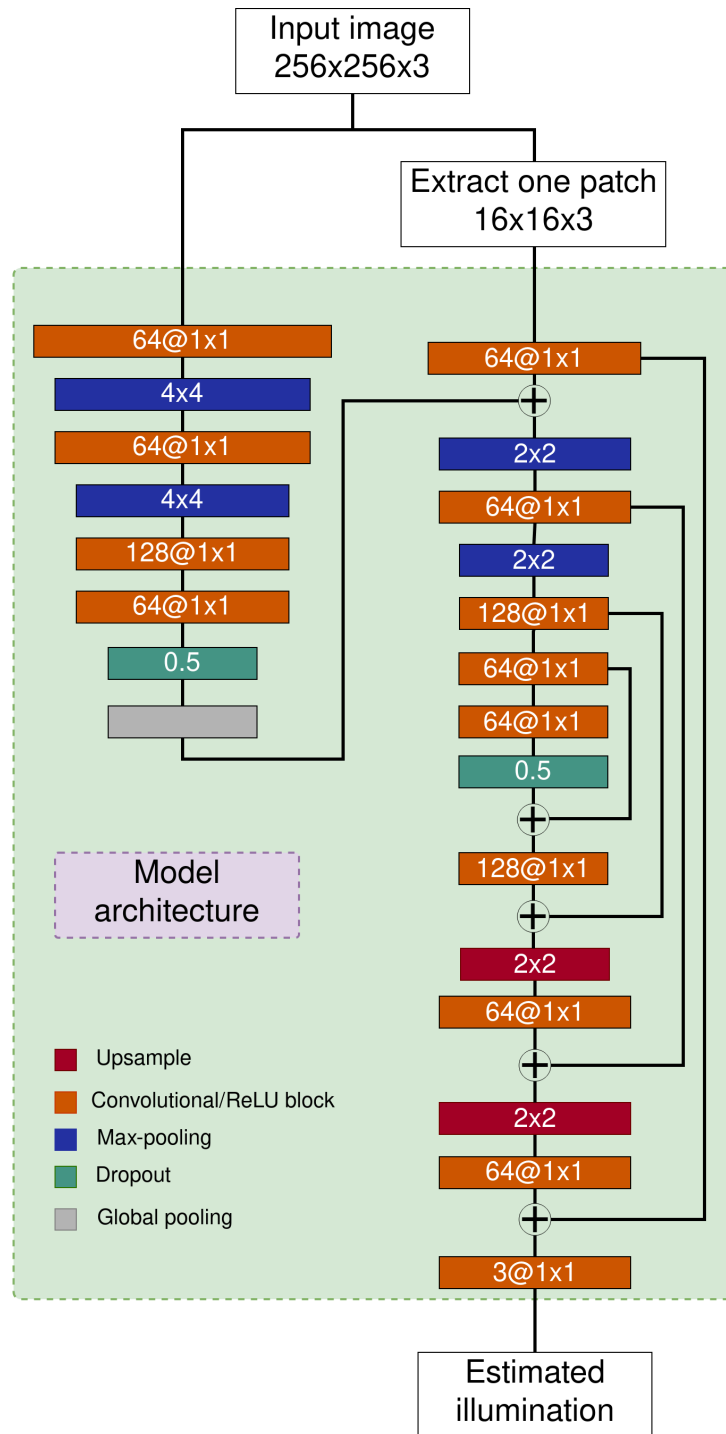 Input image
256x256x3
Extract one patch
16x16x3
64@1x1
4x4
64@1x1
4x4
128@1x1
64@1x1
0.5
64@1x1
+
2x2
64@1x1
2x2
128@1x1
64@1x1
64@1x1
0.5
+
128@1x1
+
2x2
64@1x1
+
2x2
64@1x1
+
3@1x1
Model
architecture
Upsample
Convolutional/ReLU block
Max-pooling
Dropout
Global pooling
Estimated
illumination